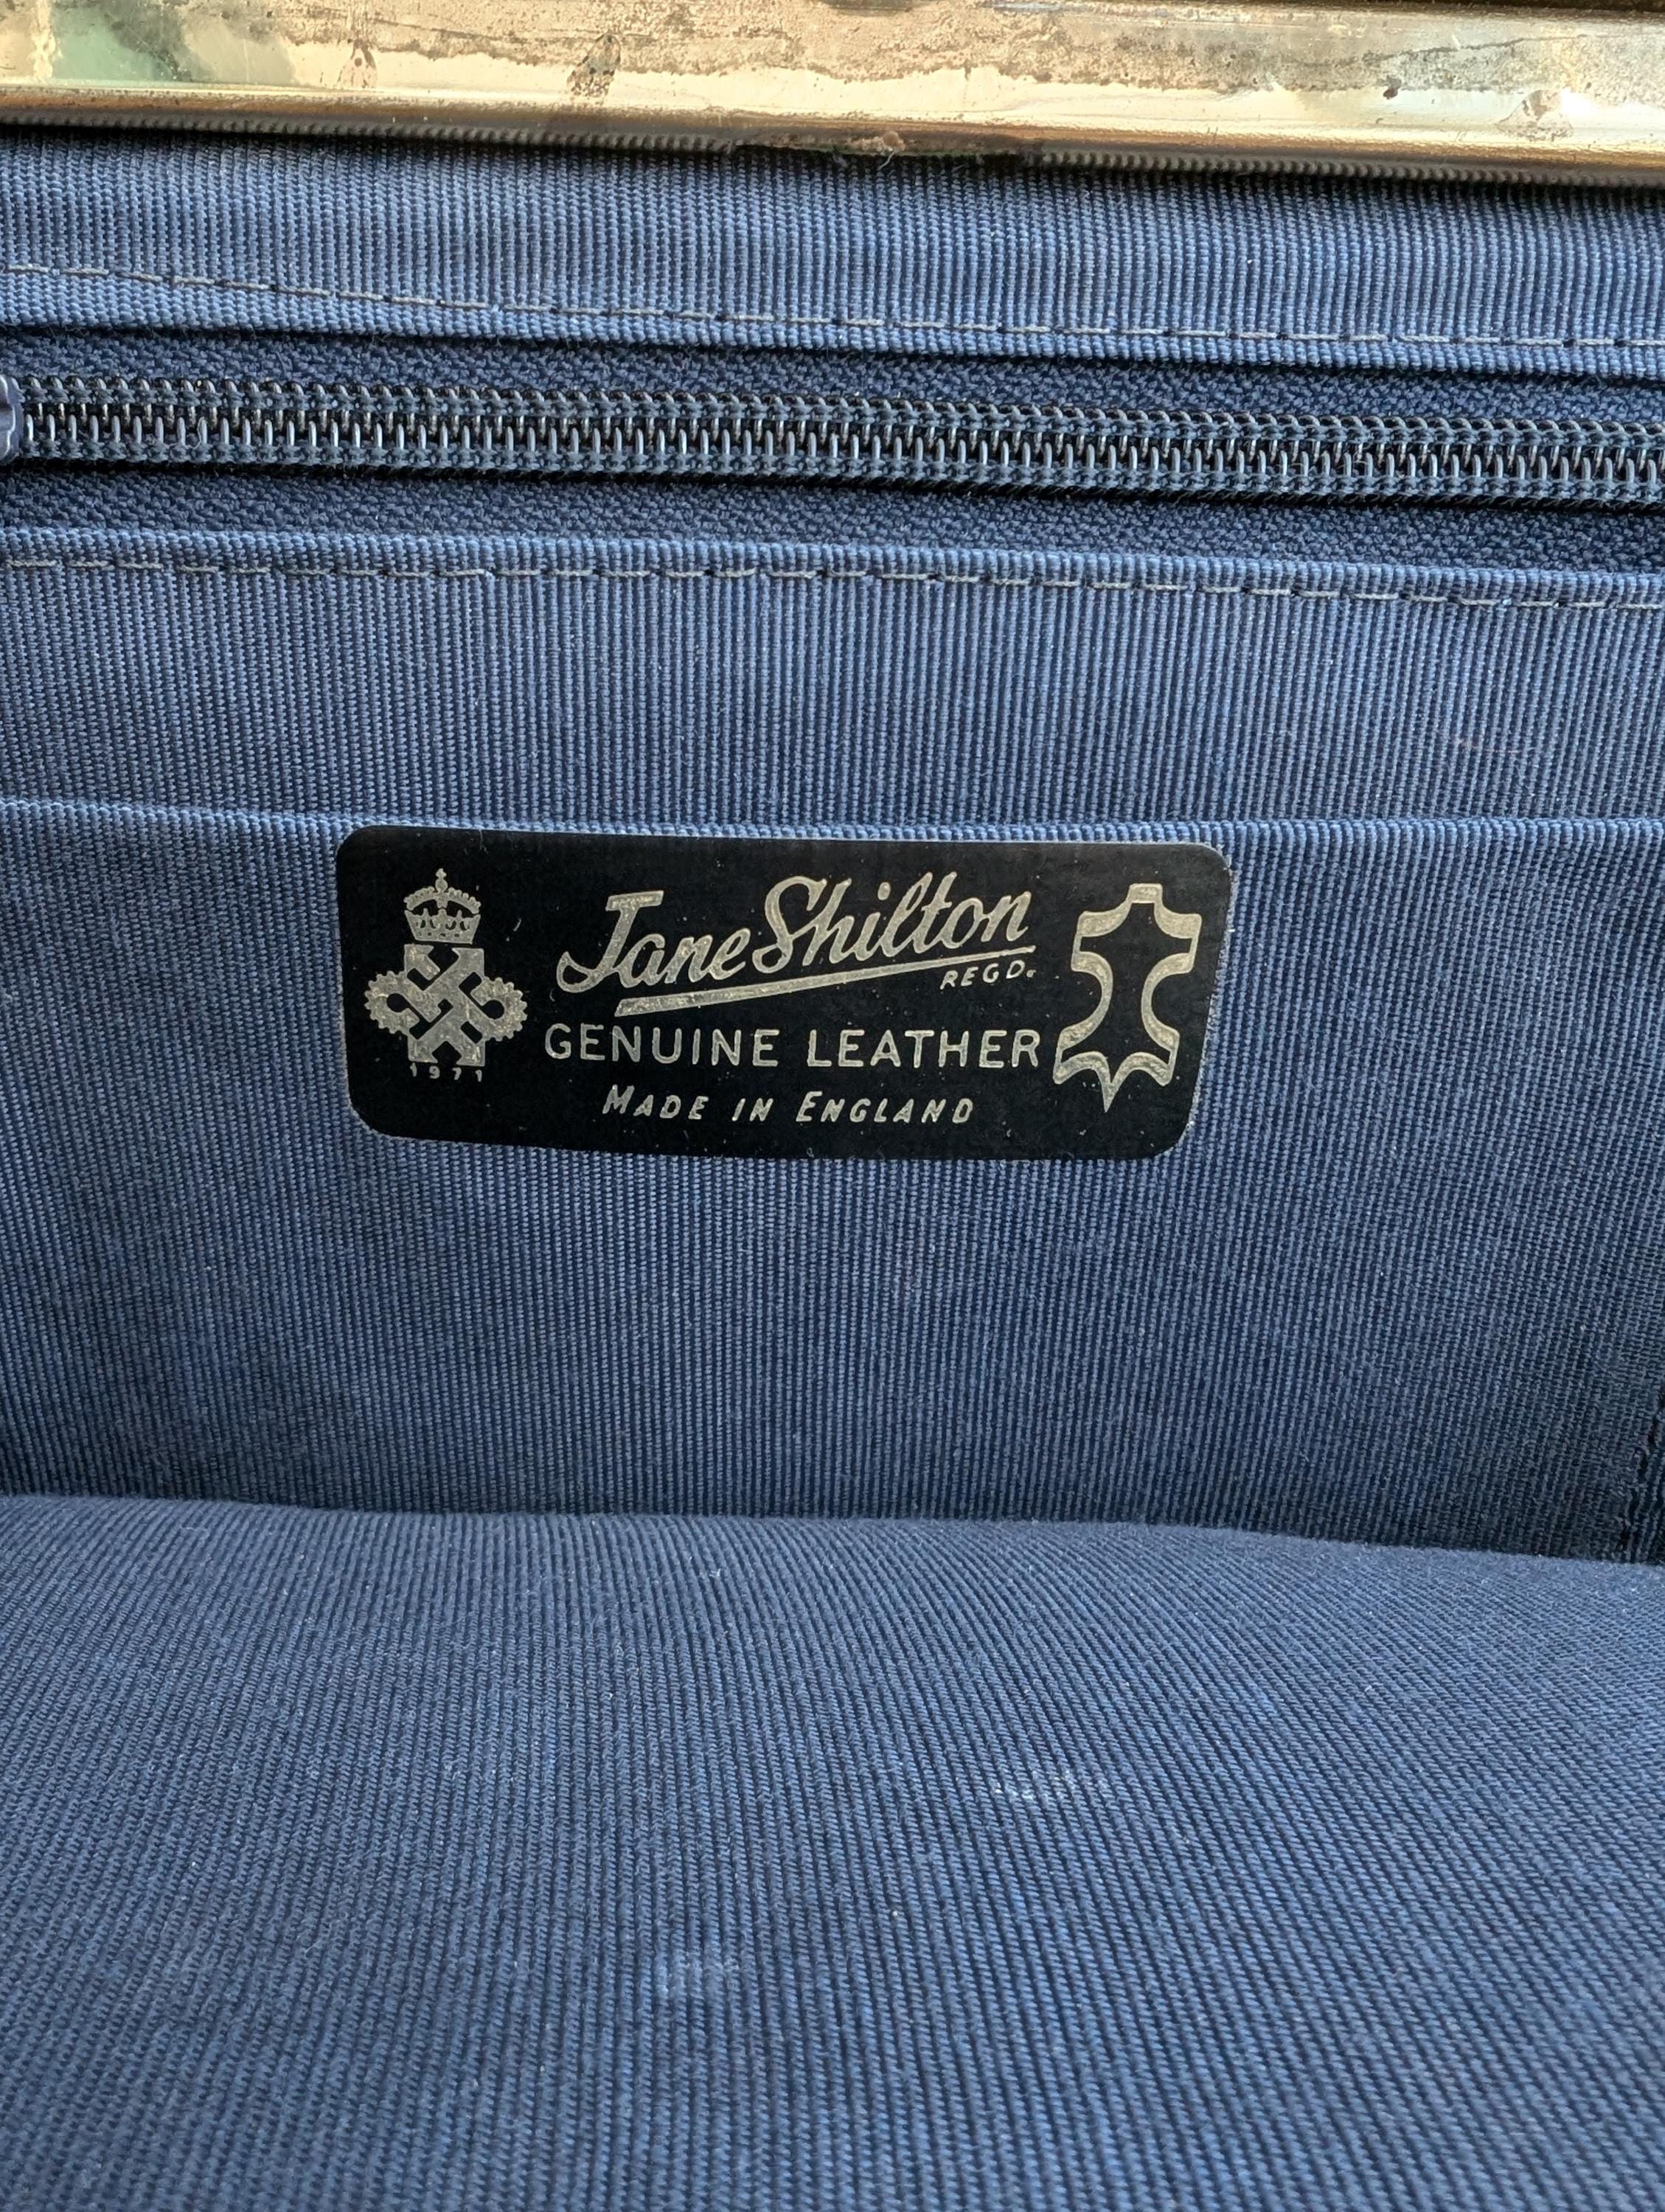 Jane Shilton
REGD.
GENUINE LEATHER
MADE IN ENGLAND
1971